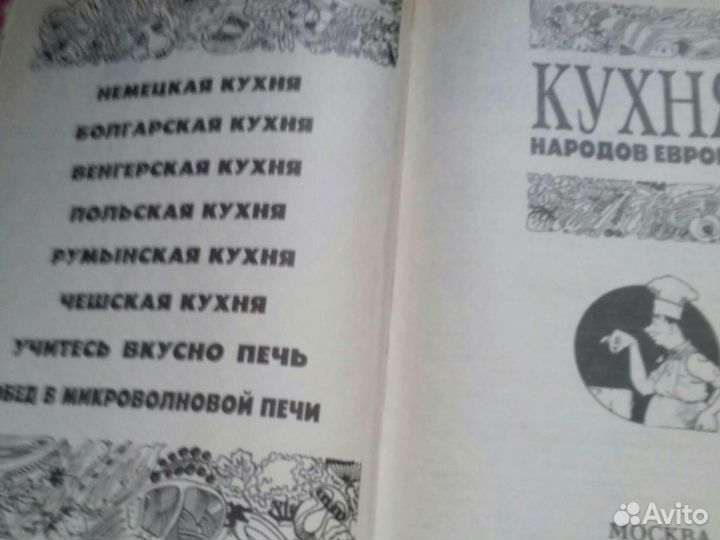 НЕМЕЦКАЯ КУХНЯ
БОЛГАРСКАЯ КУХНЯ
ВЕНГЕРСКАЯ КУХНЯ
ПОЛЬСКАЯ КУХНЯ
РУМЫНСКАЯ КУХНЯ
ЧЕШСКАЯ КУХНЯ
УЧИТЕСЬ ВКУСНО ПЕЧЬ
ОБЕД В МИКРОВОЛНОВОЙ ПЕЧИ
КУХНЯ
НАРОДОВ ЕВРОП
МОСКВА
Avito